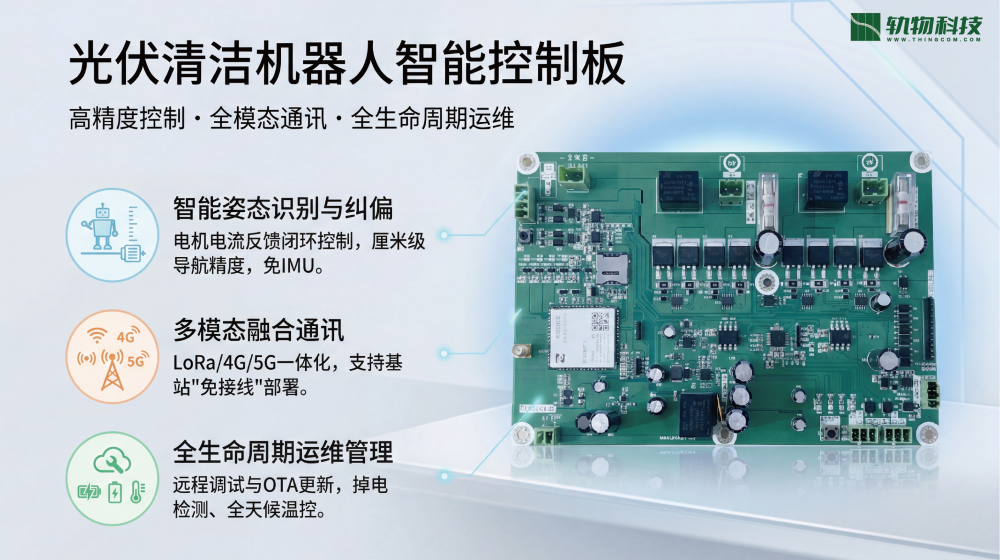 轨物科技
WWW.THINGCOM.COM
光伏清洁机器人智能控制板
高精度控制·全模态通讯·全生命周期运维
智能姿态识别与纠偏
电机电流反馈闭环控制，厘米级
导航精度，免IMU。
4G
5G
多模态融合通讯
LoRa/4G/5G一体化，支持基
站"免接线"部署。
全生命周期运维管理
远程调试与OTA更新，掉电
检测、全天候温控。